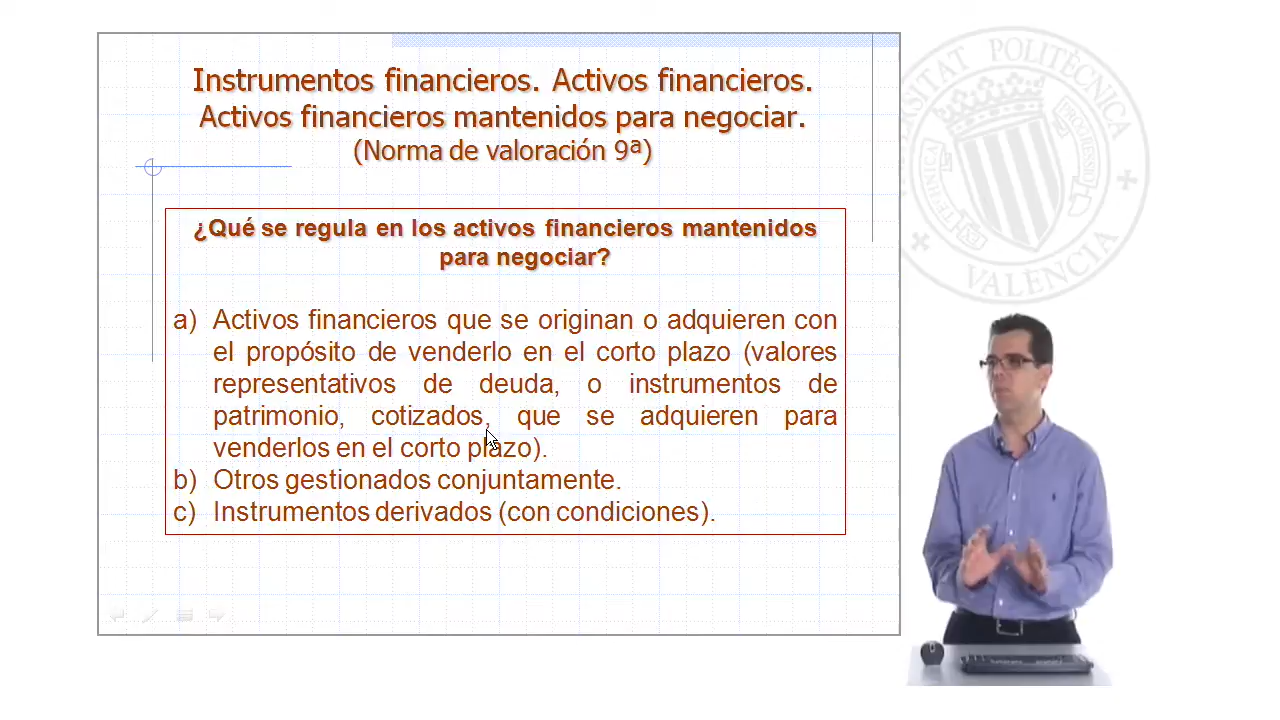 Instrumentos financieros. Activos financieros.
Activos financieros mantenidos para negociar.
(Norma de valoración 9ª)
¿Qué se regula en los activos financieros mantenidos
para negociar?
a) Activos financieros que se originan o adquieren con
el propósito de venderlo en el corto plazo (valores
representativos de deuda, o instrumentos de
patrimonio, cotizados, que se adquieren para
venderlos en el corto plazo).
b) Otros gestionados conjuntamente.
c) Instrumentos derivados (con condiciones).
UNIVERSITAT POLITÈCNICA
VALÈNCIA